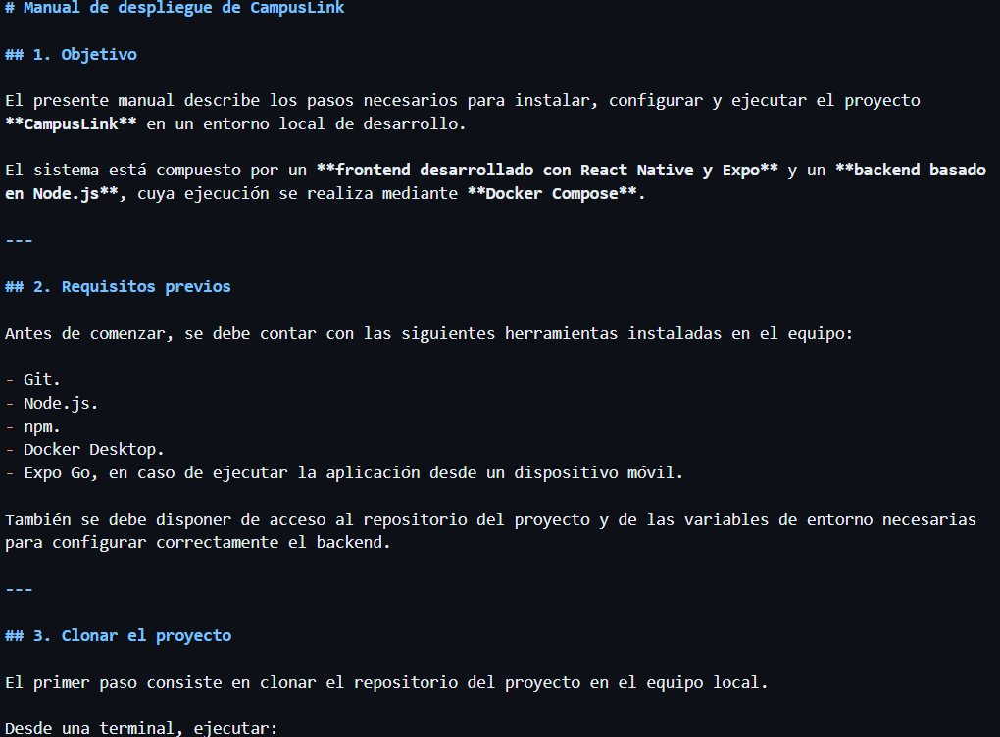 # Manual de despliegue de CampusLink
## 1. Objetivo
El presente manual describe los pasos necesarios para instalar, configurar y ejecutar el proyecto
**CampusLink** en un entorno local de desarrollo.
El sistema está compuesto por un **frontend desarrollado con React Native y Expo** y un **backend basado
en Node.js**, cuya ejecución se realiza mediante **Docker Compose**.
---
## 2. Requisitos previos
Antes de comenzar, se debe contar con las siguientes herramientas instaladas en el equipo:
- Git.
- Node.js.
- npm.
- Docker Desktop.
- Expo Go, en caso de ejecutar la aplicación desde un dispositivo móvil.
También se debe disponer de acceso al repositorio del proyecto y de las variables de entorno necesarias
para configurar correctamente el backend.
---
## 3. Clonar el proyecto
El primer paso consiste en clonar el repositorio del proyecto en el equipo local.
Desde una terminal, ejecutar: